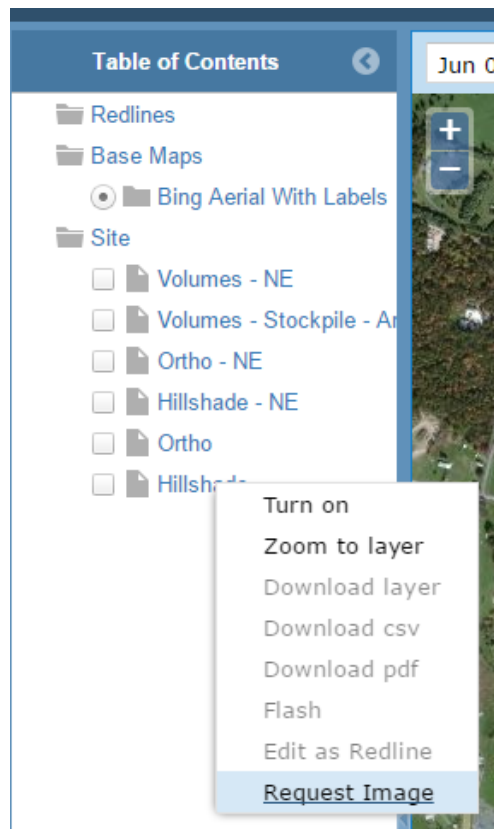 Table of Contents
Jun 0
Redlines
+
Base Maps
−
Bing Aerial With Labels
Site
Volumes - NE
Volumes - Stockpile - Ar
Ortho - NE
Hillshade - NE
Ortho
Hillshade
Turn on
Zoom to layer
Download layer
Download csv
Download pdf
Flash
Edit as Redline
Request Image